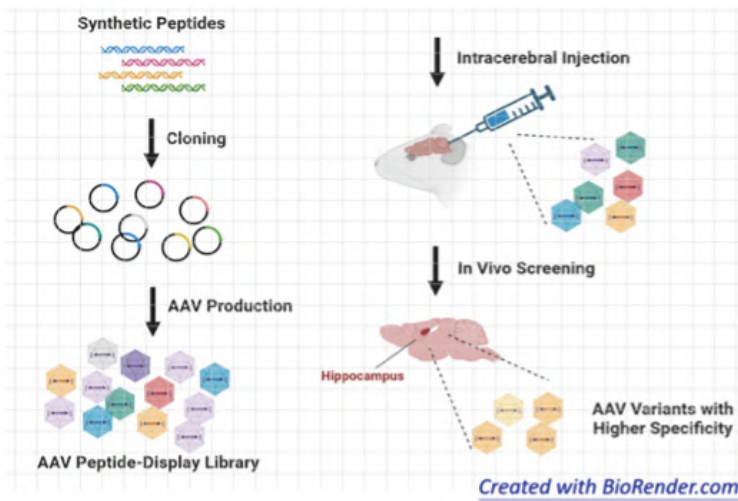 Synthetic Peptides
Cloning
AAV Production
AAV Peptide-Display Library
Intracerebral Injection
In Vivo Screening
Hippocampus
AAV Variants with
Higher Specificity
Created with BioRender.com